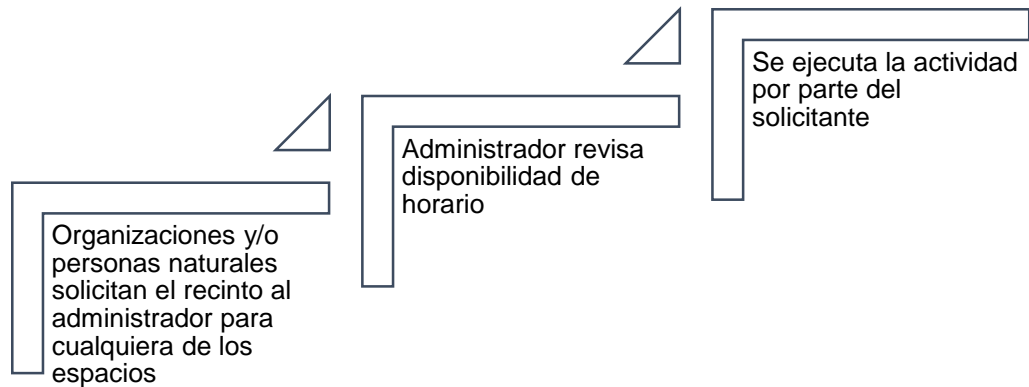 Organizaciones y/o
personas naturales
solicitan el recinto al
administrador para
cualquiera de los
espacios
Administrador revisa
disponibilidad de
horario
Se ejecuta la actividad
por parte del
solicitante